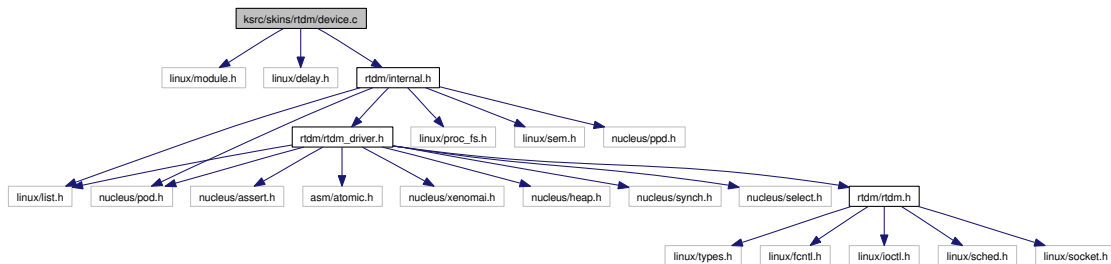 ksrc/skins/rtdm/device.c
linux/module.h
linux/delay.h
rtdm/internal.h
rtdm/rtdm_driver.h
linux/proc_fs.h
linux/sem.h
nucleus/ppd.h
linux/list.h
nucleus/pod.h
nucleus/assert.h
asm/atomic.h
nucleus/xenomai.h
nucleus/heap.h
nucleus/synch.h
nucleus/select.h
rtdm/rtdm.h
linux/types.h
linux/fcntl.h
linux/ioctl.h
linux/sched.h
linux/socket.h